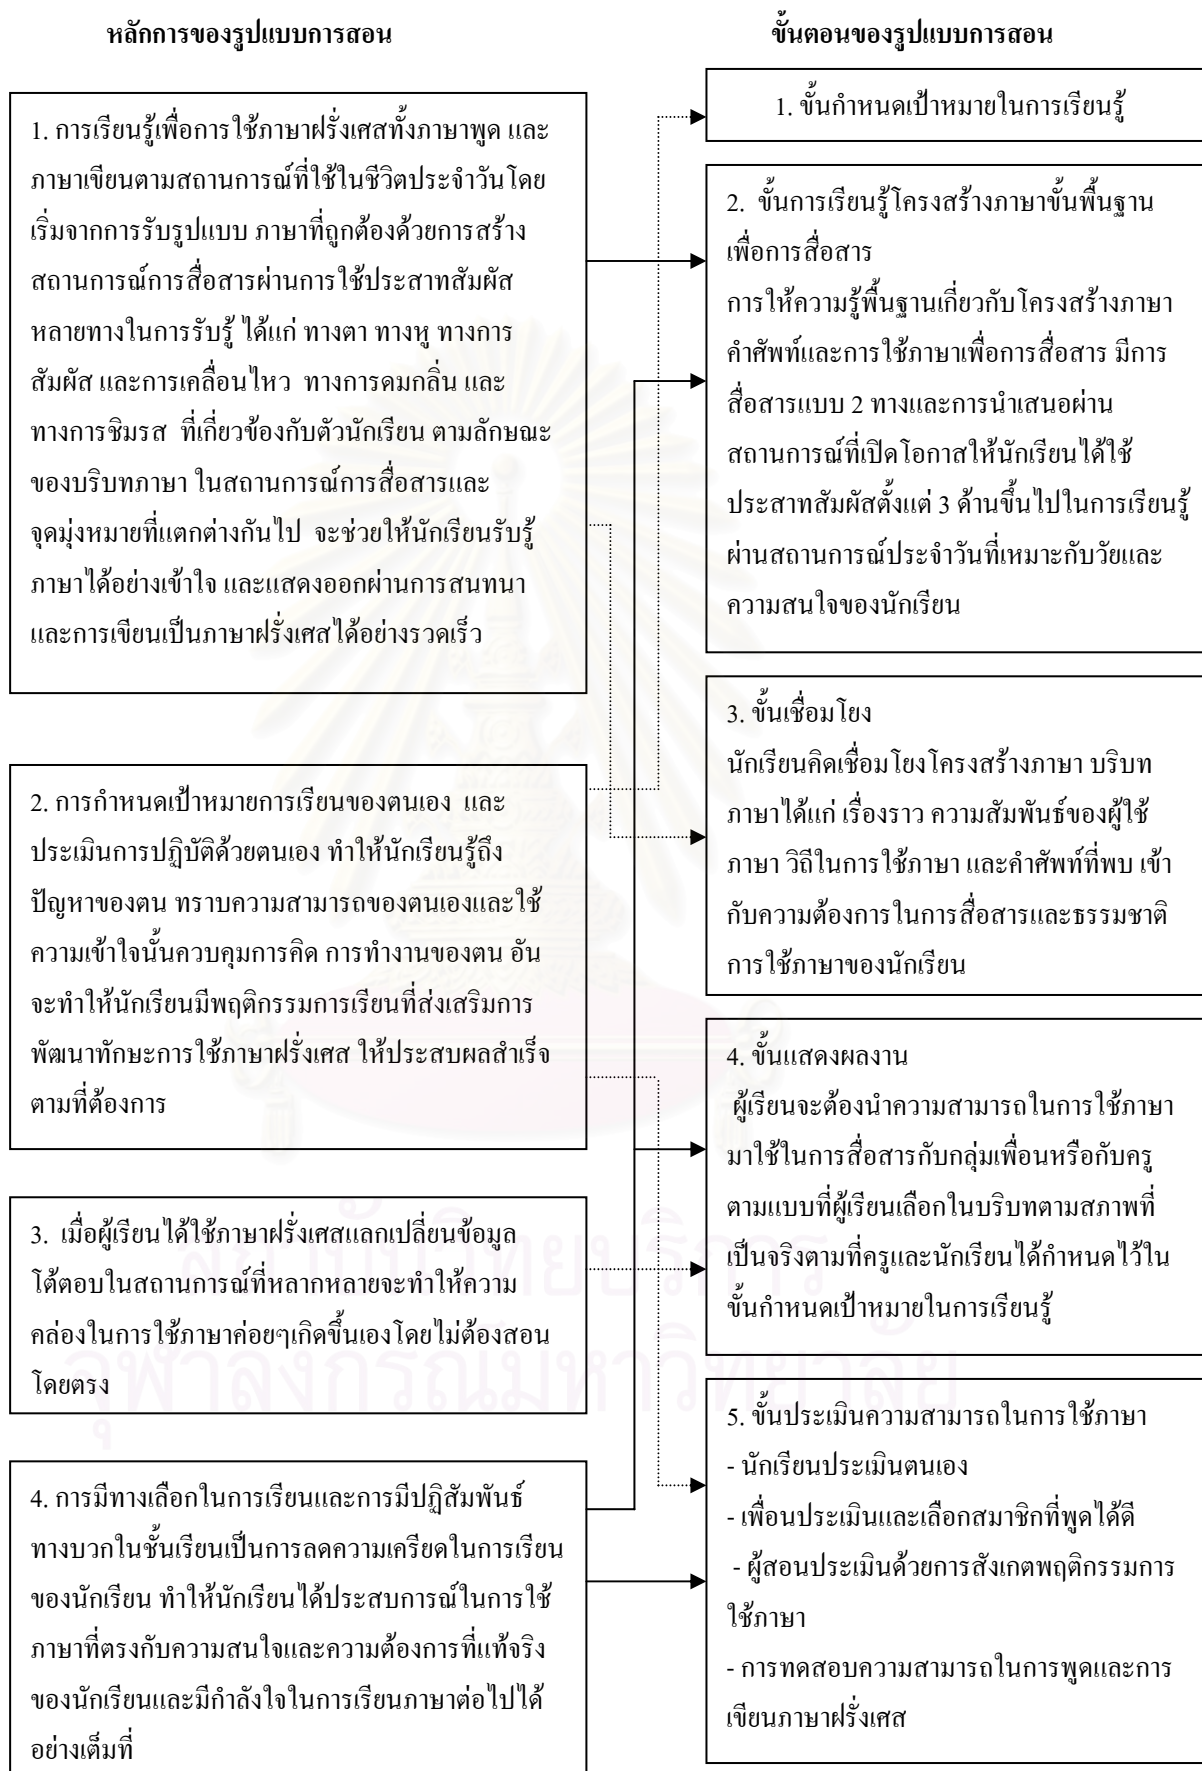 หลักการของรูปแบบการสอน
1. การเรียนรู้เพื่อการใช้ภาษาฝรั่งเศสทั้งภาษาพูด และ
ภาษาเขียนตามสถานการณ์ที่ใช้ในชีวิตประจำวันโดย
เริ่มจากการรับรูปแบบ ภาษาที่ถูกต้องด้วยการสร้าง
สถานการณ์การสื่อสารผ่านการใช้ประสาทสัมผัส
หลายทางในการรับรู้ ได้แก่ ทางตา ทางหู ทางการ
สัมผัส และการเคลื่อนไหว ทางการดมกลิ่น และ
ทางการชิมรส ที่เกี่ยวข้องกับตัวนักเรียน ตามลักษณะ
ของบริบทภาษา ในสถานการณ์การสื่อสารและ
จุดมุ่งหมายที่แตกต่างกันไป จะช่วยให้นักเรียนรับรู้
ภาษาได้อย่างเข้าใจ และแสดงออกผ่านการสนทนา
และการเขียนเป็นภาษาฝรั่งเศสได้อย่างรวดเร็ว
2. การกำหนดเป้าหมายการเรียนของตนเอง และ
ประเมินการปฏิบัติด้วยตนเอง ทำให้นักเรียนรู้ถึง
ปัญหาของตน ทราบความสามารถของตนเองและใช้
ความเข้าใจนั้นควบคุมการคิด การทำงานของตน อัน
จะทำให้นักเรียนมีพฤติกรรมการเรียนที่ส่งเสริมการ
พัฒนาทักษะการใช้ภาษาฝรั่งเศส ให้ประสบผลสำเร็จ
ตามที่ต้องการ
3. เมื่อผู้เรียนได้ใช้ภาษาฝรั่งเศสแลกเปลี่ยนข้อมูล
โต้ตอบในสถานการณ์ที่หลากหลายจะทำให้ความ
คล่องในการใช้ภาษาค่อยๆเกิดขึ้นเองโดยไม่ต้องสอน
โดยตรง
4. การมีทางเลือกในการเรียนและการมีปฏิสัมพันธ์
ทางบวกในชั้นเรียนเป็นการลดความเครียดในการเรียน
ของนักเรียน ทำให้นักเรียนได้ประสบการณ์ในการใช้
ภาษาที่ตรงกับความสนใจและความต้องการที่แท้จริง
ของนักเรียนและมีกำลังใจในการเรียนภาษาต่อไปได้
อย่างเต็มที่
ขั้นตอนของรูปแบบการสอน
1. ขั้นกำหนดเป้าหมายในการเรียนรู้
2. ขั้นการเรียนรู้โครงสร้างภาษาขั้นพื้นฐาน
เพื่อการสื่อสาร
การให้ความรู้พื้นฐานเกี่ยวกับโครงสร้างภาษา
คำศัพท์และการใช้ภาษาเพื่อการสื่อสาร มีการ
สื่อสารแบบ 2 ทางและการนำเสนอผ่าน
สถานการณ์ที่เปิดโอกาสให้นักเรียนได้ใช้
ประสาทสัมผัสตั้งแต่ 3 ด้านขึ้นไปในการเรียนรู้
ผ่านสถานการณ์ประจำวันที่เหมาะกับวัยและ
ความสนใจของนักเรียน
3. ขั้นเชื่อมโยง
นักเรียนคิดเชื่อมโยงโครงสร้างภาษา บริบท
ภาษาได้แก่ เรื่องราว ความสัมพันธ์ของผู้ใช้
ภาษา วิถีในการใช้ภาษา และคำศัพท์ที่พบ เข้า
กับความต้องการในการสื่อสารและธรรมชาติ
การใช้ภาษาของนักเรียน
4. ขั้นแสดงผลงาน
ผู้เรียนจะต้องนำความสามารถในการใช้ภาษา
มาใช้ในการสื่อสารกับกลุ่มเพื่อนหรือกับครู
ตามแบบที่ผู้เรียนเลือกในบริบทตามสภาพที่
เป็นจริงตามที่ครูและนักเรียนได้กำหนดไว้ใน
ขั้นกำหนดเป้าหมายในการเรียนรู้
5. ขั้นประเมินความสามารถในการใช้ภาษา
- นักเรียนประเมินตนเอง
- เพื่อนประเมินและเลือกสมาชิกที่พูดได้ดี
- ผู้สอนประเมินด้วยการสังเกตพฤติกรรมการ
ใช้ภาษา
- การทดสอบความสามารถในการพูดและการ
เขียนภาษาฝรั่งเศส
สถาบันวิทยบริการ
จุฬาลงกรณ์มหาวิทยาลัย